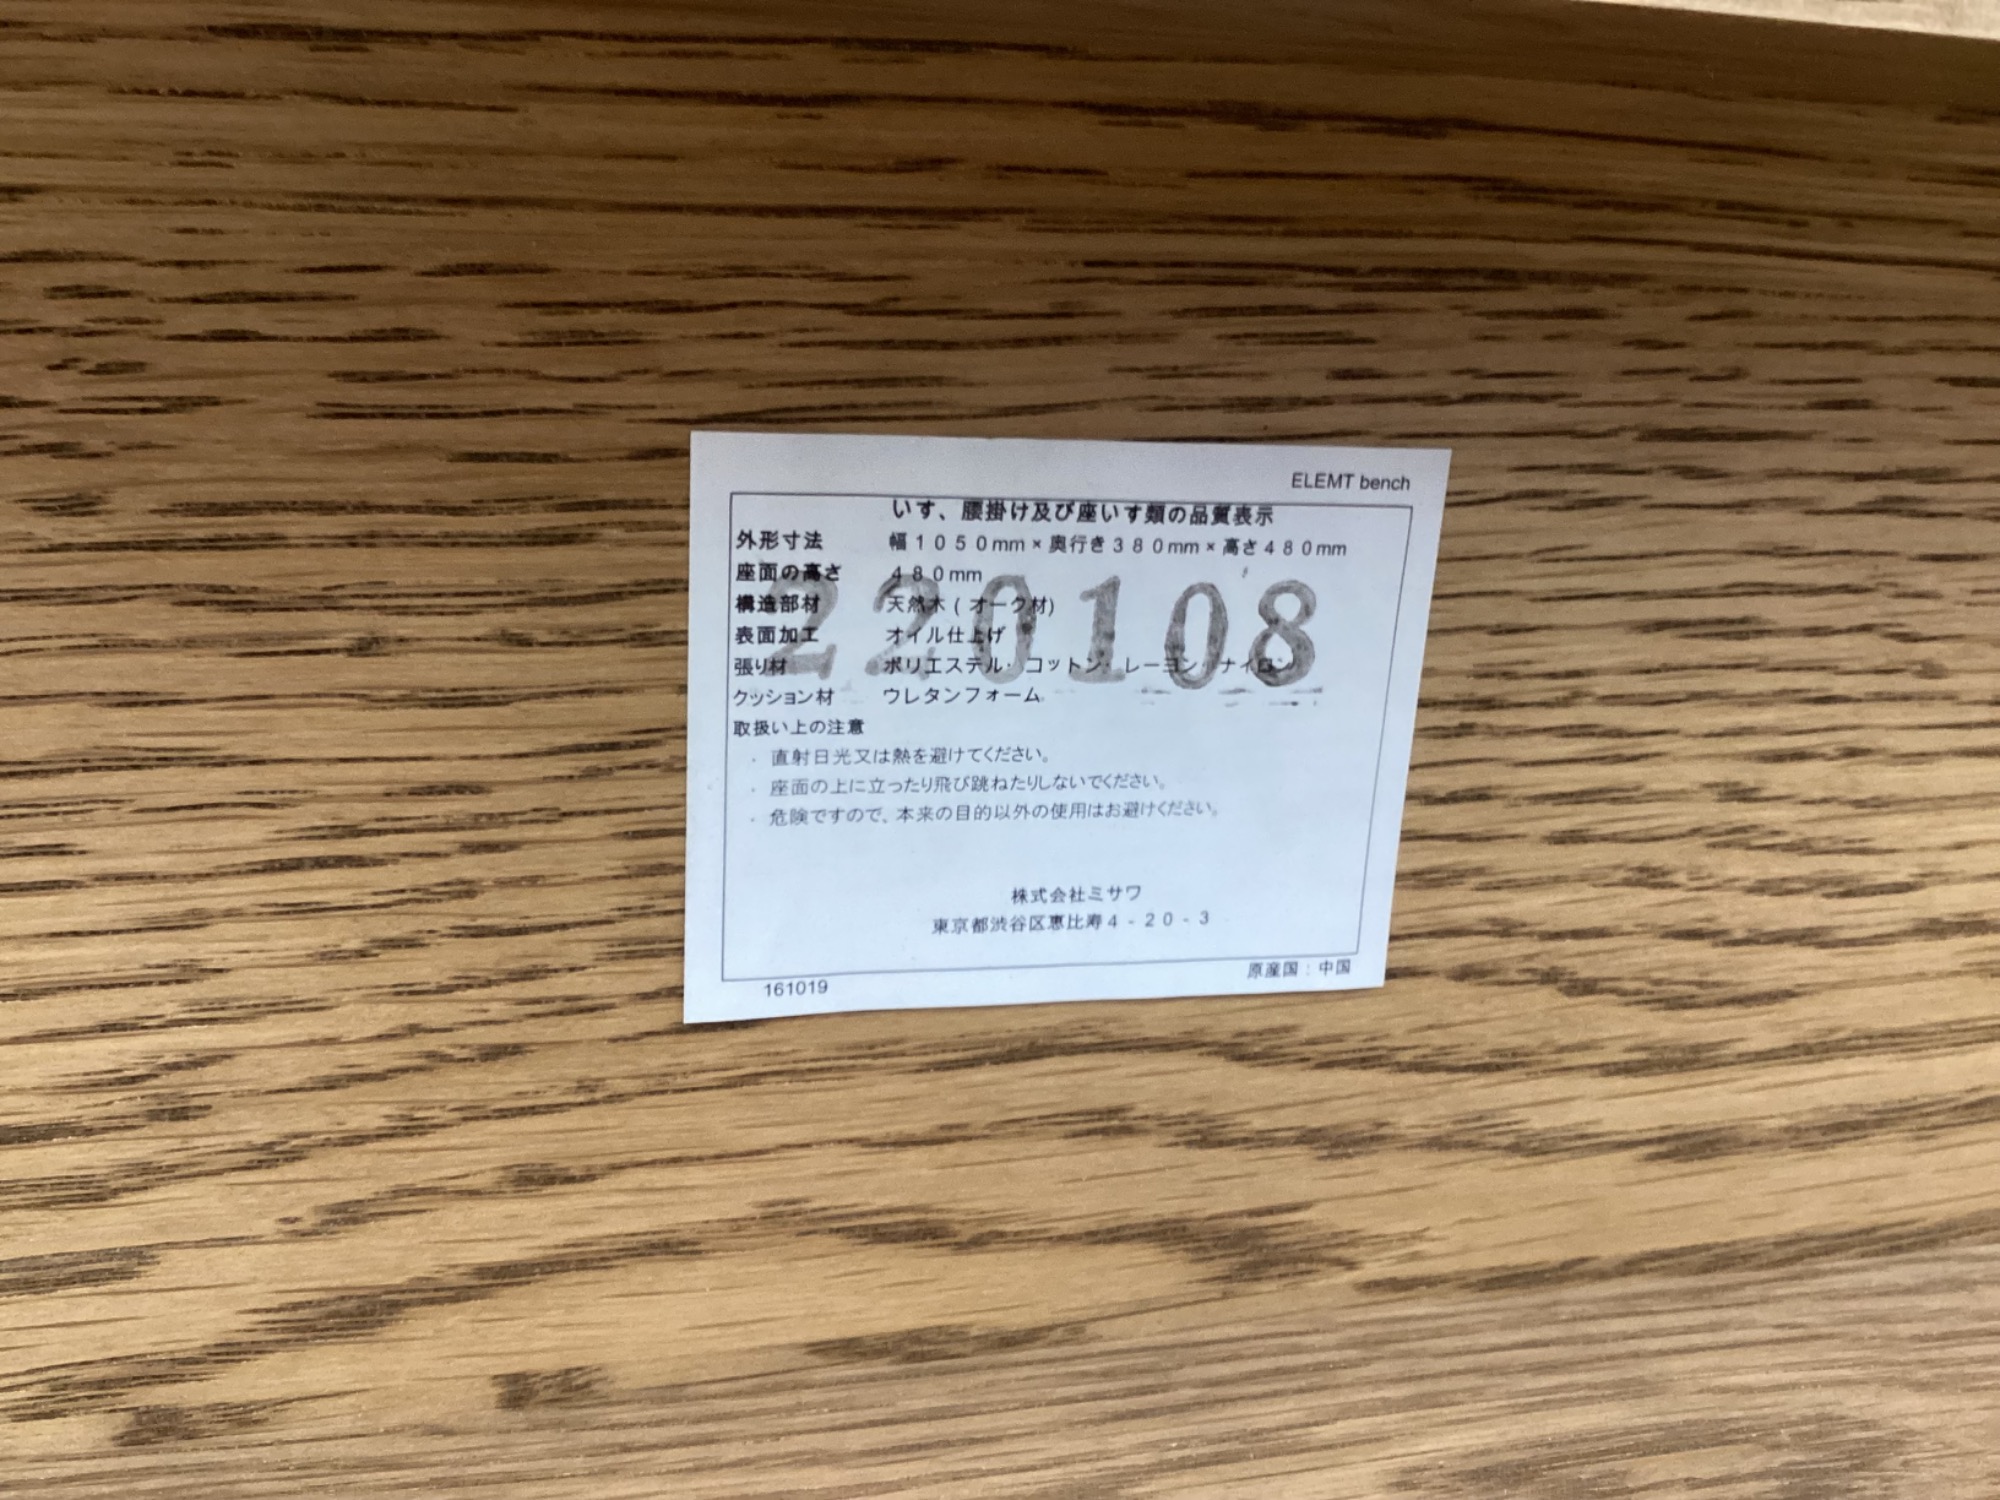 ELEMT bench
いす、腰掛け及び座いす類の品質表示
外形寸法 幅１０５０mm×奥行き３８０mm×高さ４８０mm
座面の高さ ４８０mm
220108
構造部材 天然木(オーク材)
表面加工 オイル仕上げ
張り材 ポリエステル・コットン・レーヨン・ナイロン
クッション材 ウレタンフォーム
取扱い上の注意
・ 直射日光又は熱を避けてください。
・ 座面の上に立ったり飛び跳ねたりしないでください。
・ 危険ですので、本来の目的以外の使用はお避けください。
株式会社ミサワ
東京都渋谷区恵比寿４-２０-３
161019 原産国：中国